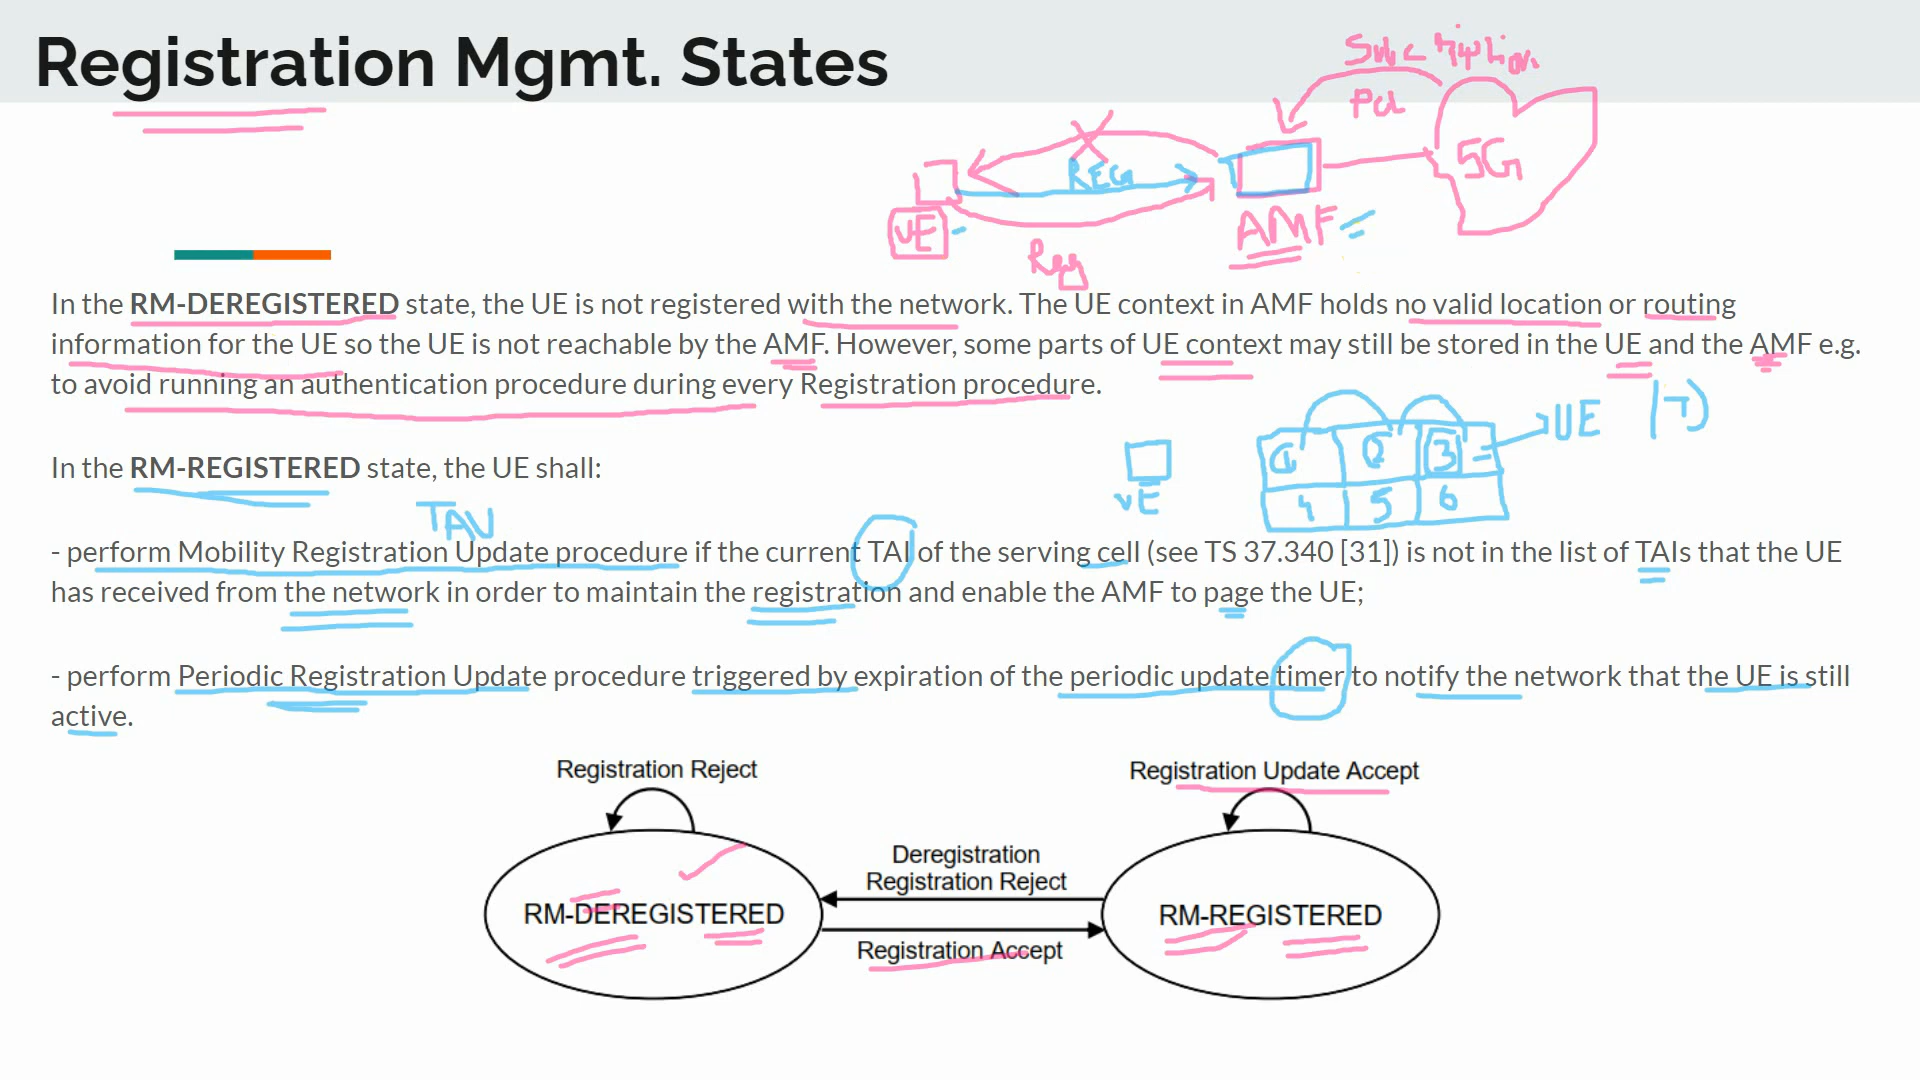 Registration Mgmt. States
5G
REG
UE
AMF
Reg
In the RM-DEREGISTERED state, the UE is not registered with the network. The UE context in AMF holds no valid location or routing
information for the UE so the UE is not reachable by the AMF. However, some parts of UE context may still be stored in the UE and the AMF e.g.
to avoid running an authentication procedure during every Registration procedure.
UE (T)
1 2 3
In the RM-REGISTERED state, the UE shall:
UE
4 5 6
TAU
- perform Mobility Registration Update procedure if the current TAI of the serving cell (see TS 37.340 [31]) is not in the list of TAIs that the UE
has received from the network in order to maintain the registration and enable the AMF to page the UE;
- perform Periodic Registration Update procedure triggered by expiration of the periodic update timer to notify the network that the UE is still
active.
Registration Reject
Registration Update Accept
Deregistration
Registration Reject
RM-DEREGISTERED
RM-REGISTERED
Registration Accept